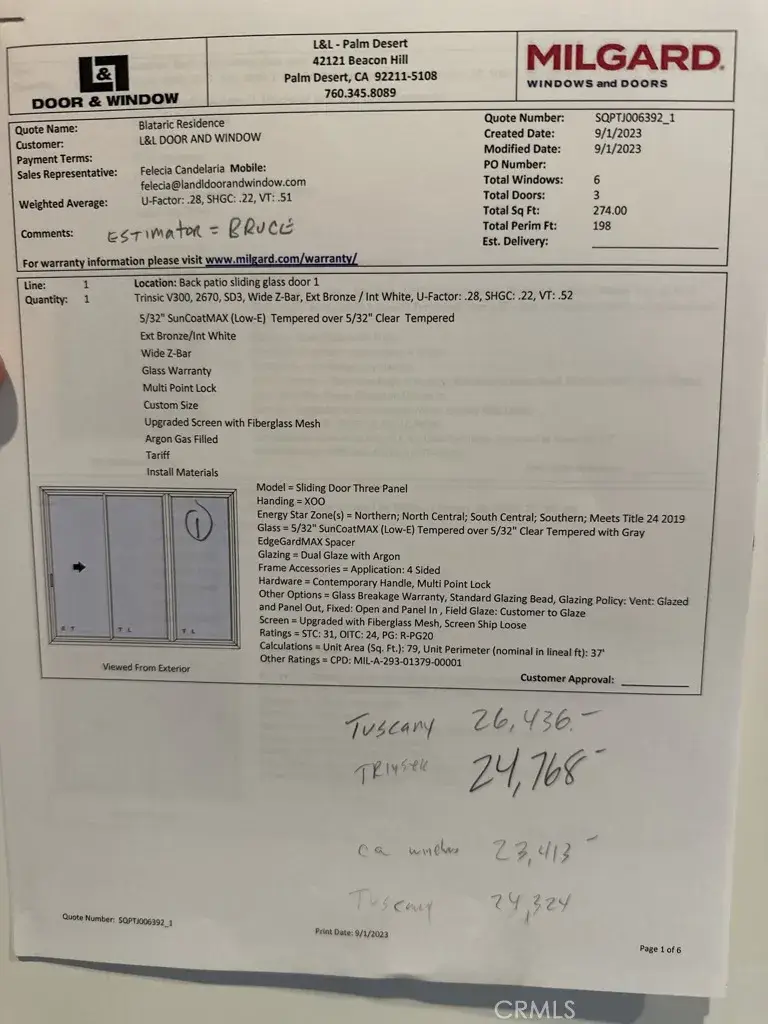 L&L - Palm Desert
42121 Beacon Hill
Palm Desert, CA 92211-5108
760.345.8089
L&L
DOOR & WINDOW
MILGARD
WINDOWS and DOORS
Quote Name: Blataric Residence
Customer: L&L DOOR AND WINDOW
Payment Terms:
Sales Representative: Felecia Candelaria Mobile:
felecia@landldoorandwindow.com
Weighted Average: U-Factor: .28, SHGC: .22, VT: .51
Comments: ESTIMATOR = BRUCE
For warranty information please visit www.milgard.com/warranty/
Quote Number: SQPTJ006392_1
Created Date: 9/1/2023
Modified Date: 9/1/2023
PO Number:
Total Windows: 6
Total Doors: 3
Total Sq Ft: 274.00
Total Perim Ft: 198
Est. Delivery:
Line: 1 Location: Back patio sliding glass door 1
Quantity: 1 Trinsic V300, 2670, SD3, Wide Z-Bar, Ext Bronze / Int White, U-Factor: .28, SHGC: .22, VT: .52
5/32" SunCoatMAX (Low-E) Tempered over 5/32" Clear Tempered
Ext Bronze/Int White
Wide Z-Bar
Glass Warranty
Multi Point Lock
Custom Size
Upgraded Screen with Fiberglass Mesh
Argon Gas Filled
Tariff
Install Materials
1
Viewed From Exterior
Model = Sliding Door Three Panel
Handing = XOO
Energy Star Zone(s) = Northern; North Central; South Central; Southern; Meets Title 24 2019
Glass = 5/32" SunCoatMAX (Low-E) Tempered over 5/32" Clear Tempered with Gray
EdgeGardMAX Spacer
Glazing = Dual Glaze with Argon
Frame Accessories = Application: 4 Sided
Hardware = Contemporary Handle, Multi Point Lock
Other Options = Glass Breakage Warranty, Standard Glazing Bead, Glazing Policy: Vent: Glazed
and Panel Out, Fixed: Open and Panel In , Field Glaze: Customer to Glaze
Screen = Upgraded with Fiberglass Mesh, Screen Ship Loose
Ratings = STC: 31, OITC: 24, PG: R-PG20
Calculations = Unit Area (Sq. Ft.): 79, Unit Perimeter (nominal in lineal ft): 37'
Other Ratings = CPD: MIL-A-293-01379-00001
Customer Approval:
Tuscany 26,436.-
24,768-
Ca 23,413-
Tuscany 24,324
Quote Number: SQPTJ006392_1
Print Date: 9/1/2023
Page 1 of 6
CRMLS